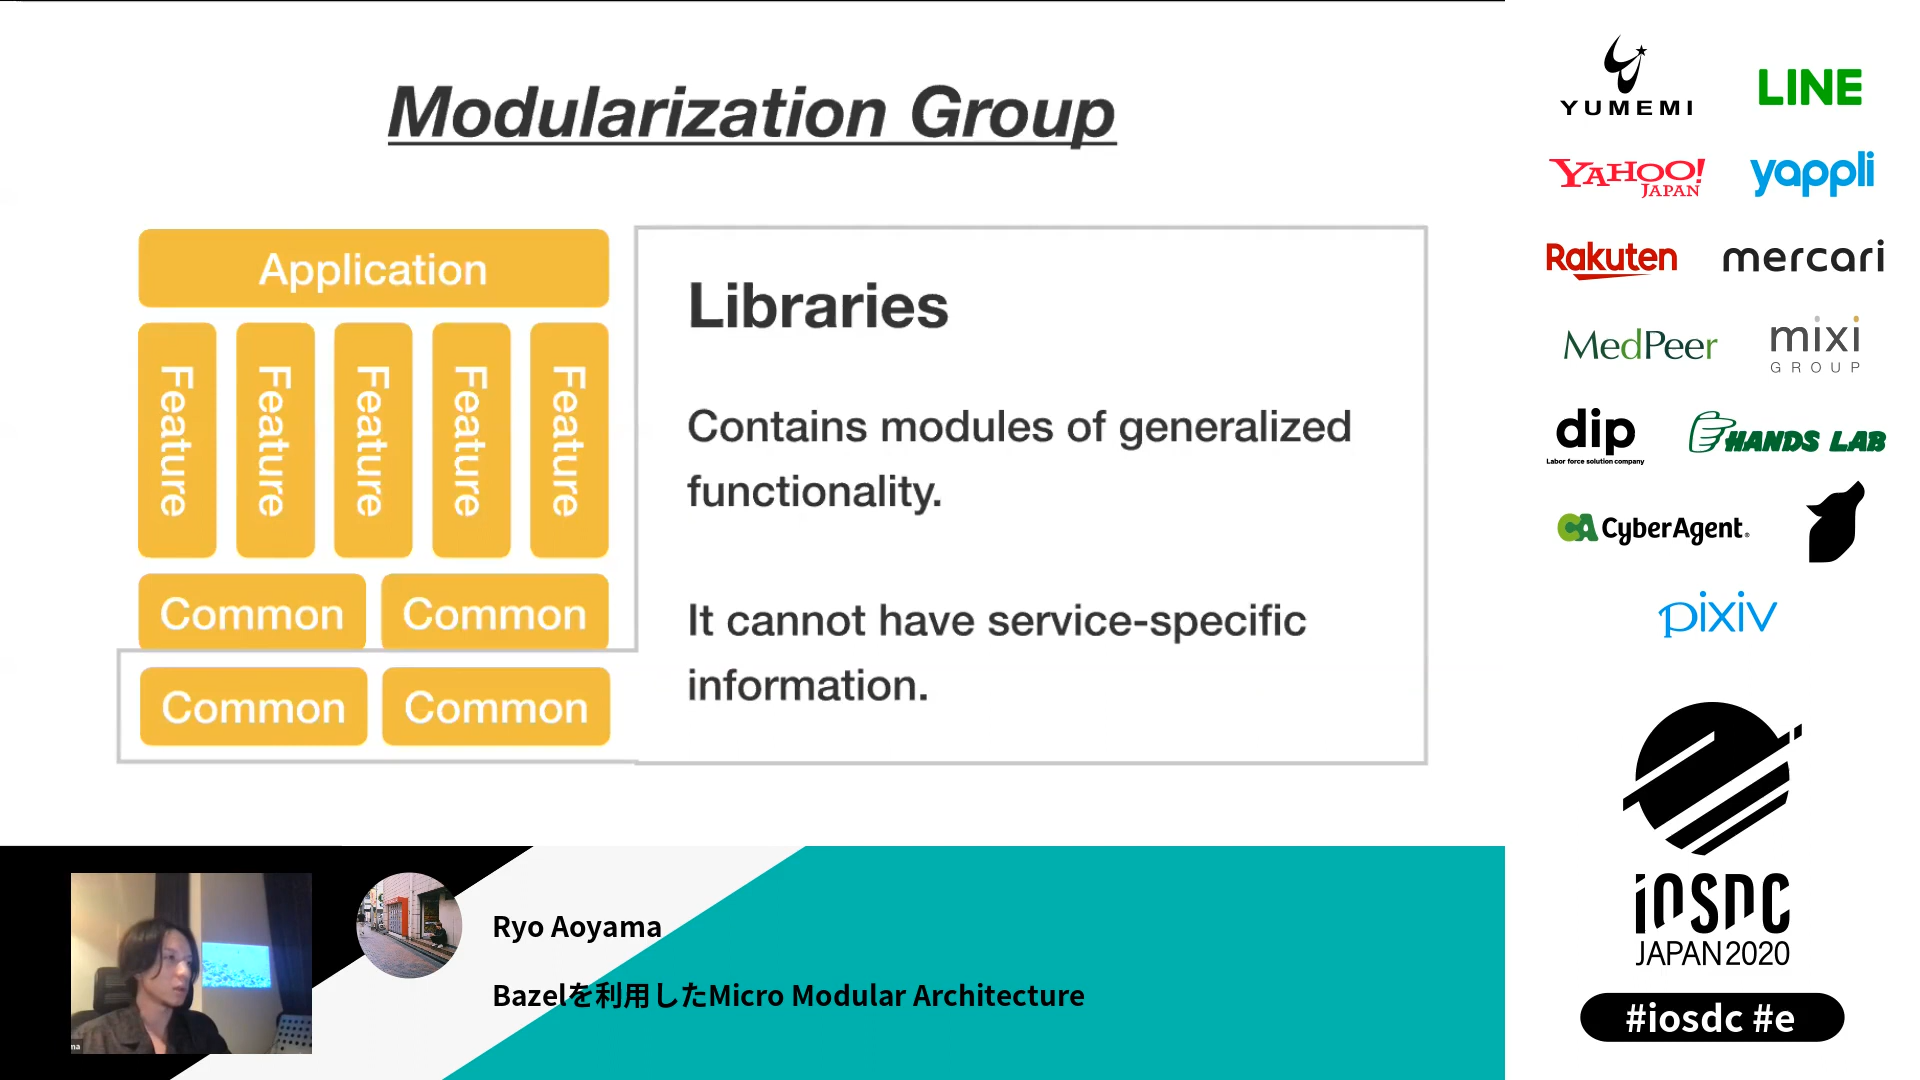 Modularization Group
Application
Feature
Feature
Feature
Feature
Feature
Common
Common
Common
Common
Libraries
Contains modules of generalized
functionality.
It cannot have service-specific
information.
YUMEMI
LINE
YAHOO!
JAPAN
yappli
Rakuten
mercari
MedPeer
mixi
GROUP
dip
Labor force solution company
HANDS LAB
CA CyberAgent.
pixiv
iOSDC
JAPAN 2020
#iosdc #e
Ryo Aoyama
Bazelを利用したMicro Modular Architecture